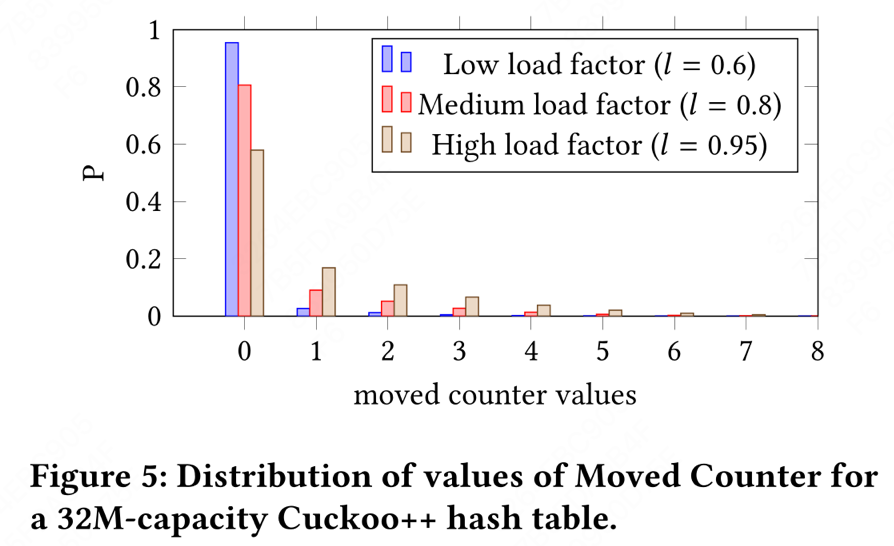 1
0.8
0.6
0.4
0.2
0
P
Low load factor (l = 0.6)
Medium load factor (l = 0.8)
High load factor (l = 0.95)
0 1 2 3 4 5 6 7 8
moved counter values
Figure 5: Distribution of values of Moved Counter for
a 32M-capacity Cuckoo++ hash table.